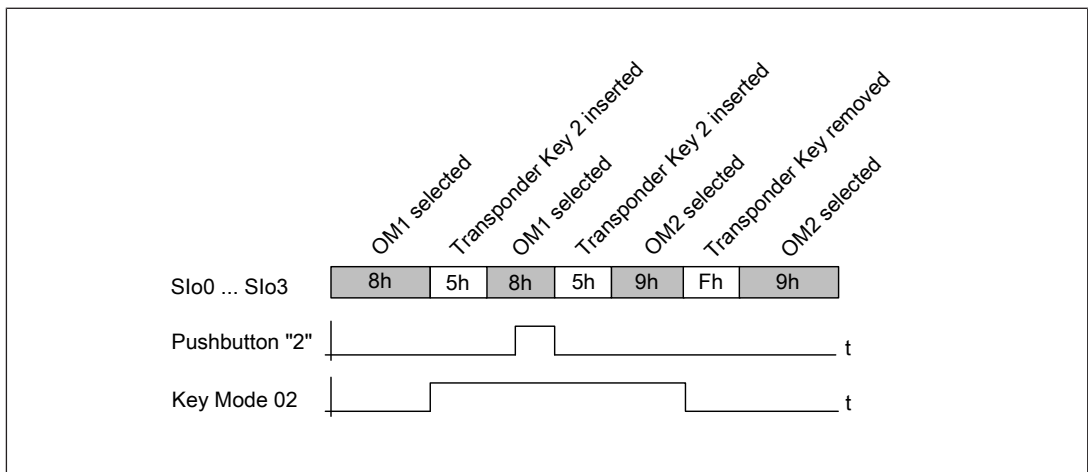 OM1 selected
Transponder Key 2 inserted
OM1 selected
Transponder Key 2 inserted
OM2 selected
Transponder Key removed
OM2 selected
SIo0 ... SIo3
8h
5h
8h
5h
9h
Fh
9h
Pushbutton "2"
t
Key Mode 02
t